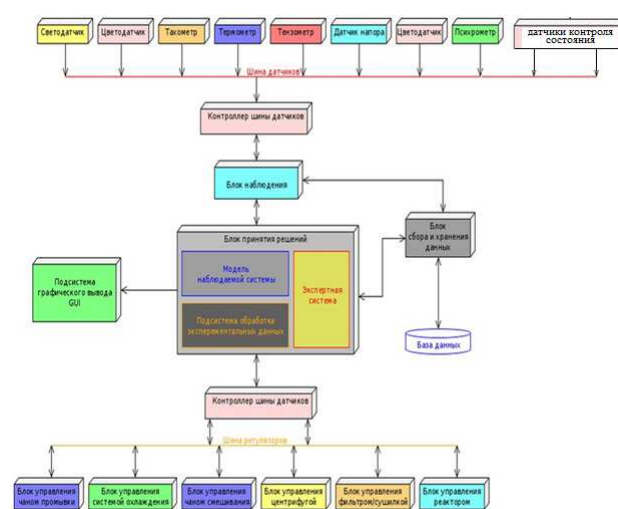 Светодатчик
Цветодатчик
Такометр
Термометр
Тензометр
Датчик напора
Цветодатчик
Психрометр
датчики контроля
состояния
Шина датчиков
Контроллер шины датчиков
Блок наблюдения
Блок принятия решений
Модель
наблюдаемой системы
Экспертная
система
Подсистема обработки
эксперементальных данных
Подсистема
графического вывода
GUI
Блок
сбора и хранения
данных
База данных
Контроллер шины датчиков
Шина регуляторов
Блок управления
чаном промывки
Блок управления
системой охлаждения
Блок управления
чаном смешивания
Блок управления
центрифугой
Блок управления
фильтром/сушилкой
Блок управления
реактором